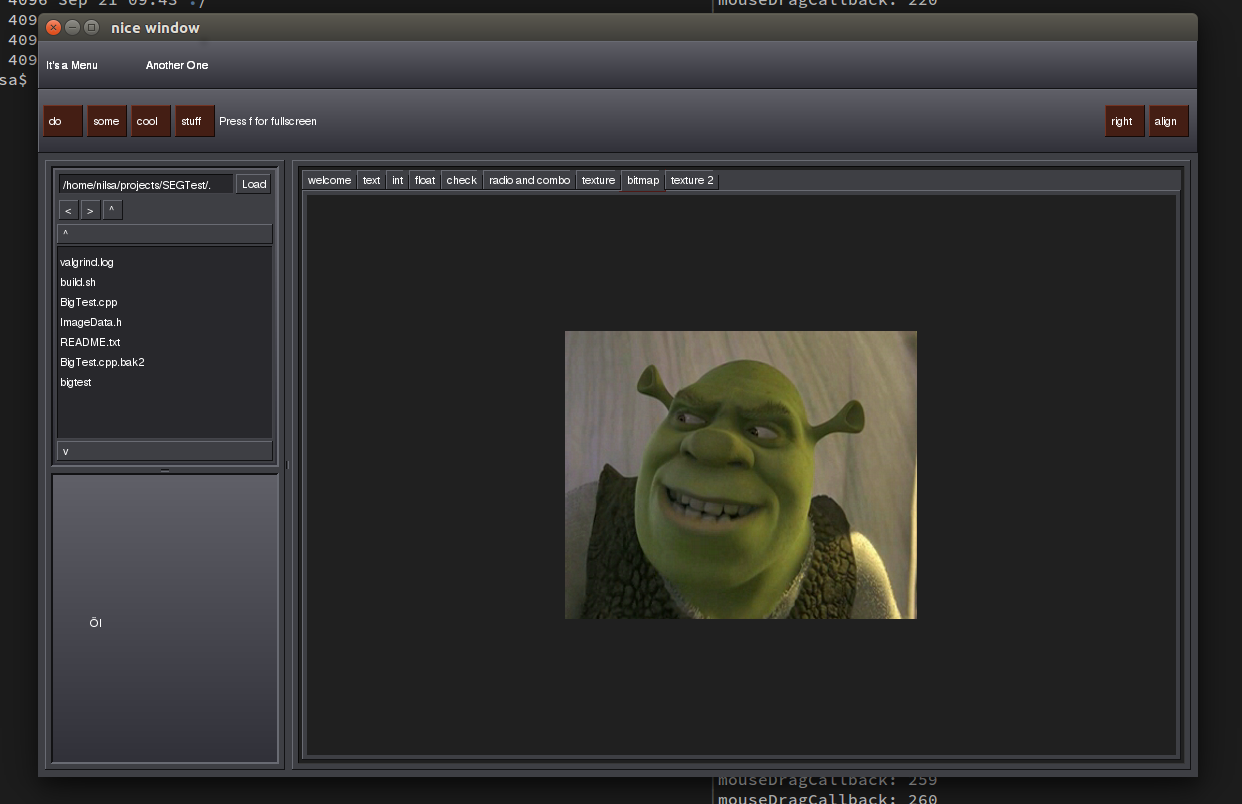 4096 Sep 21 09:43 ./
mouseDragCallback: 220
409
nice window
409
409
sa$
It's a Menu Another One
do some cool stuff Press f for fullscreen right align
/home/nilsa/projects/SEGTest/. Load
< > ^
^
valgrind.log
build.sh
BigTest.cpp
ImageData.h
README.txt
BigTest.cpp.bak2
bigtest
v
Öl
welcome text int float check radio and combo texture bitmap texture 2
mouseDragCallback: 259
mouseDragCallback: 260